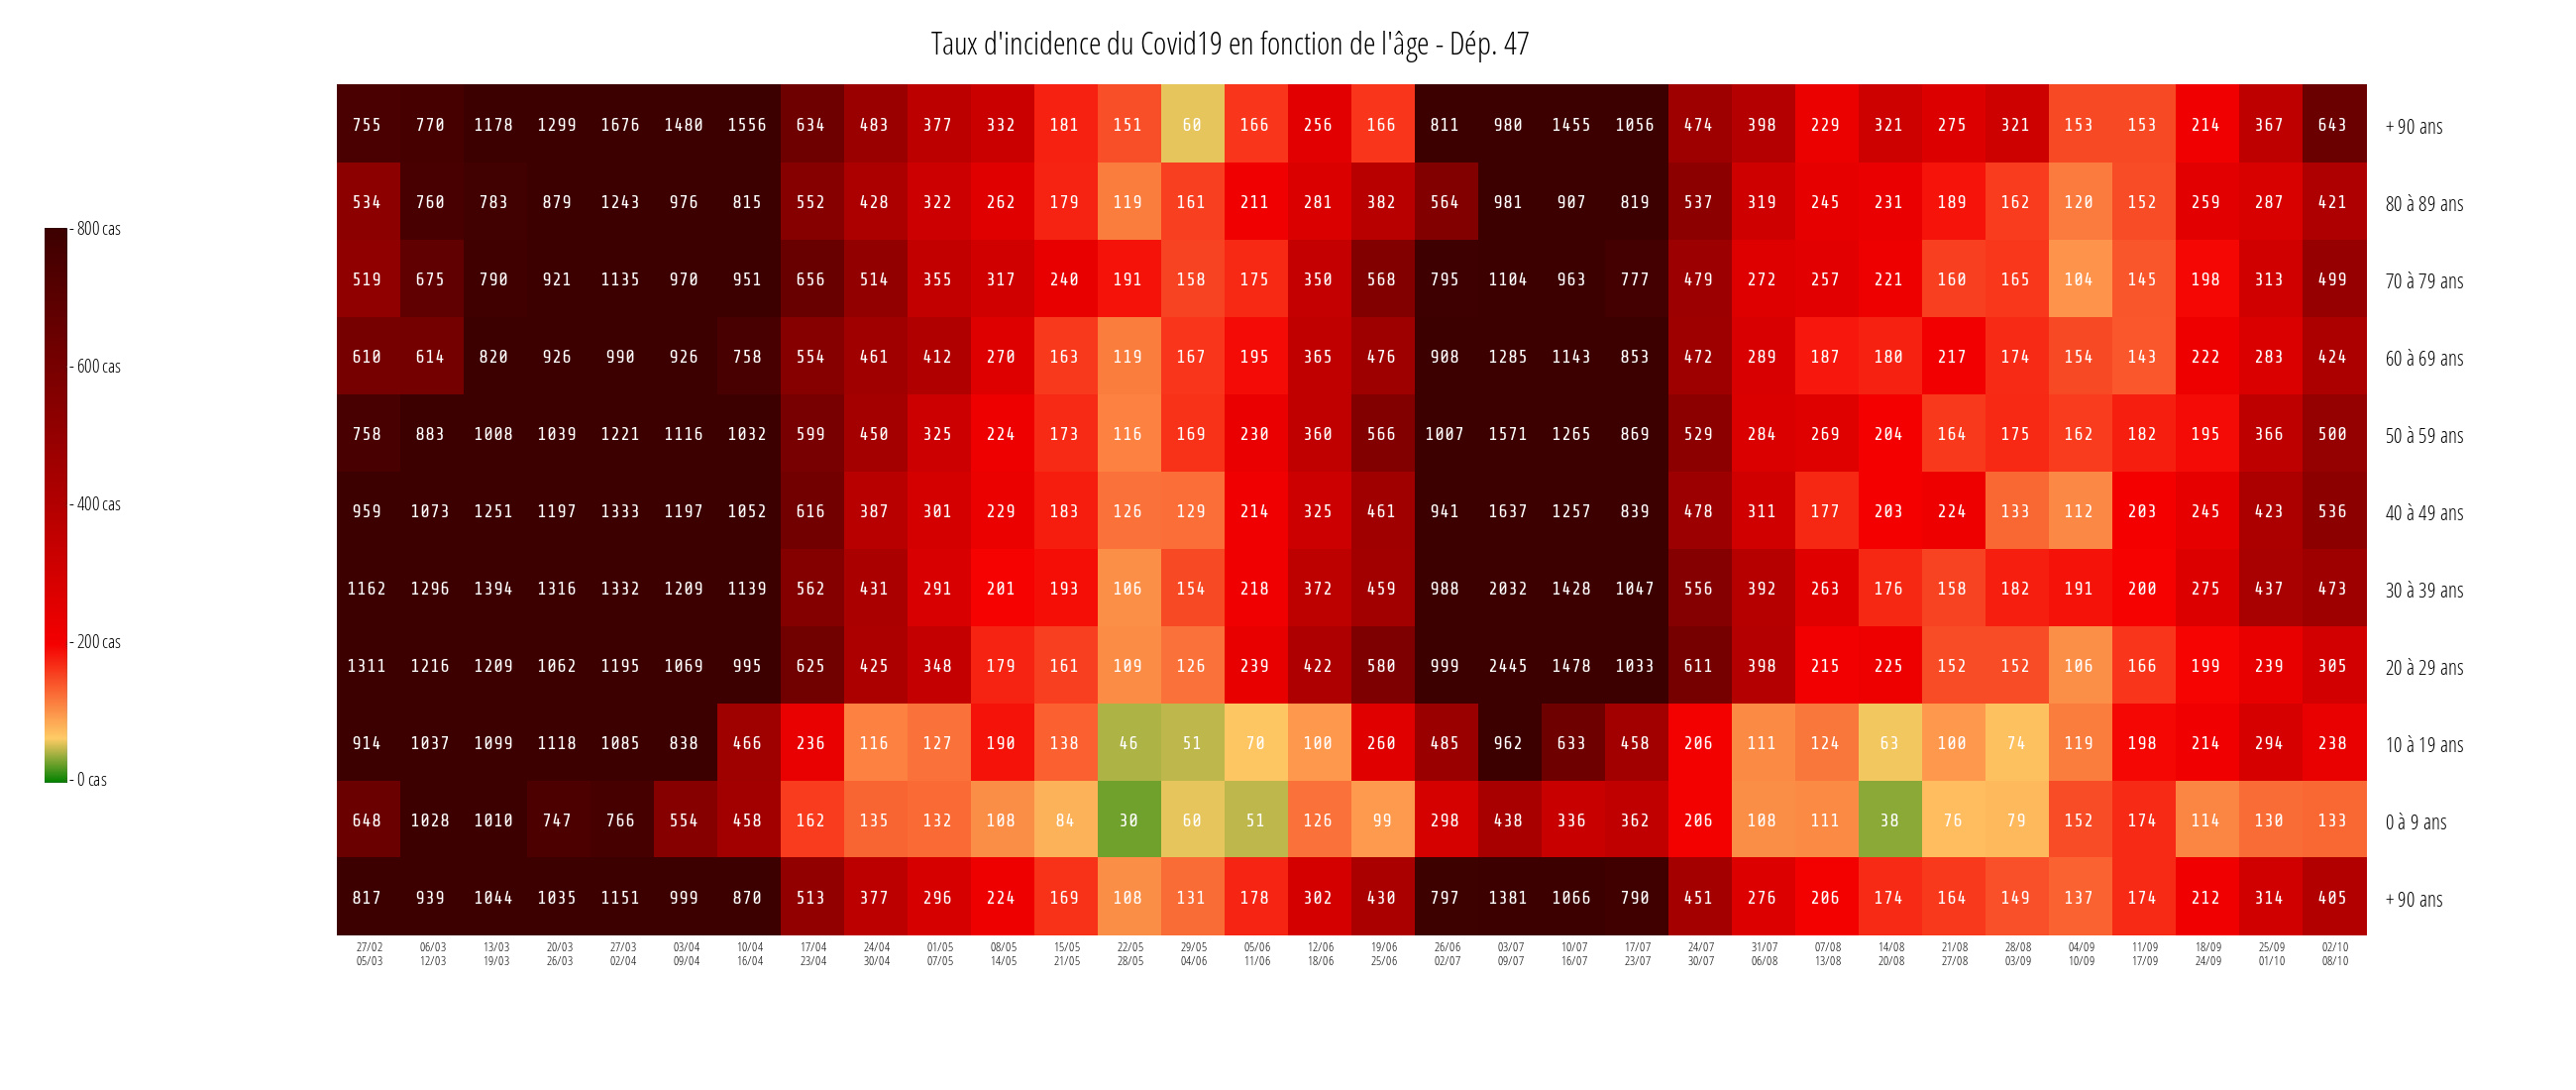 Taux d'incidence du Covid19 en fonction de l'âge - Dép. 47
755 770 1178 1299 1676 1480 1556 634 483 377 332 181 151 60 166 256 166 811 980 1455 1056 474 398 229 321 275 321 153 153 214 367 643 + 90 ans
534 760 783 879 1243 976 815 552 428 322 262 179 119 161 211 281 382 564 981 907 819 537 319 245 231 189 162 120 152 259 287 421 80 à 89 ans
- 800 cas
519 675 790 921 1135 970 951 656 514 355 317 240 191 158 175 350 568 795 1104 963 777 479 272 257 221 160 165 104 145 198 313 499 70 à 79 ans
610 614 820 926 990 926 758 554 461 412 270 163 119 167 195 365 476 908 1285 1143 853 472 289 187 180 217 174 154 143 222 283 424 60 à 69 ans
- 600 cas
758 883 1008 1039 1221 1116 1032 599 450 325 224 173 116 169 230 360 566 1007 1571 1265 869 529 284 269 204 164 175 162 182 195 366 500 50 à 59 ans
- 400 cas
959 1073 1251 1197 1333 1197 1052 616 387 301 229 183 126 129 214 325 461 941 1637 1257 839 478 311 177 203 224 133 112 203 245 423 536 40 à 49 ans
1162 1296 1394 1316 1332 1209 1139 562 431 291 201 193 106 154 218 372 459 988 2032 1428 1047 556 392 263 176 158 182 191 200 275 437 473 30 à 39 ans
- 200 cas
1311 1216 1209 1062 1195 1069 995 625 425 348 179 161 109 126 239 422 580 999 2445 1478 1033 611 398 215 225 152 152 106 166 199 239 305 20 à 29 ans
914 1037 1099 1118 1085 838 466 236 116 127 190 138 46 51 70 100 260 485 962 633 458 206 111 124 63 100 74 119 198 214 294 238 10 à 19 ans
- 0 cas
648 1028 1010 747 766 554 458 162 135 132 108 84 30 60 51 126 99 298 438 336 362 206 108 111 38 76 79 152 174 114 130 133 0 à 9 ans
817 939 1044 1035 1151 999 870 513 377 296 224 169 108 131 178 302 430 797 1381 1066 790 451 276 206 174 164 149 137 174 212 314 405 + 90 ans
27/02 06/03 13/03 20/03 27/03 03/04 10/04 17/04 24/04 01/05 08/05 15/05 22/05 29/05 05/06 12/06 19/06 26/06 03/07 10/07 17/07 24/07 31/07 07/08 14/08 21/08 28/08 04/09 11/09 18/09 25/09 02/10
05/03 12/03 19/03 26/03 02/04 09/04 16/04 23/04 30/04 07/05 14/05 21/05 28/05 04/06 11/06 18/06 25/06 02/07 09/07 16/07 23/07 30/07 06/08 13/08 20/08 27/08 03/09 10/09 17/09 24/09 01/10 08/10